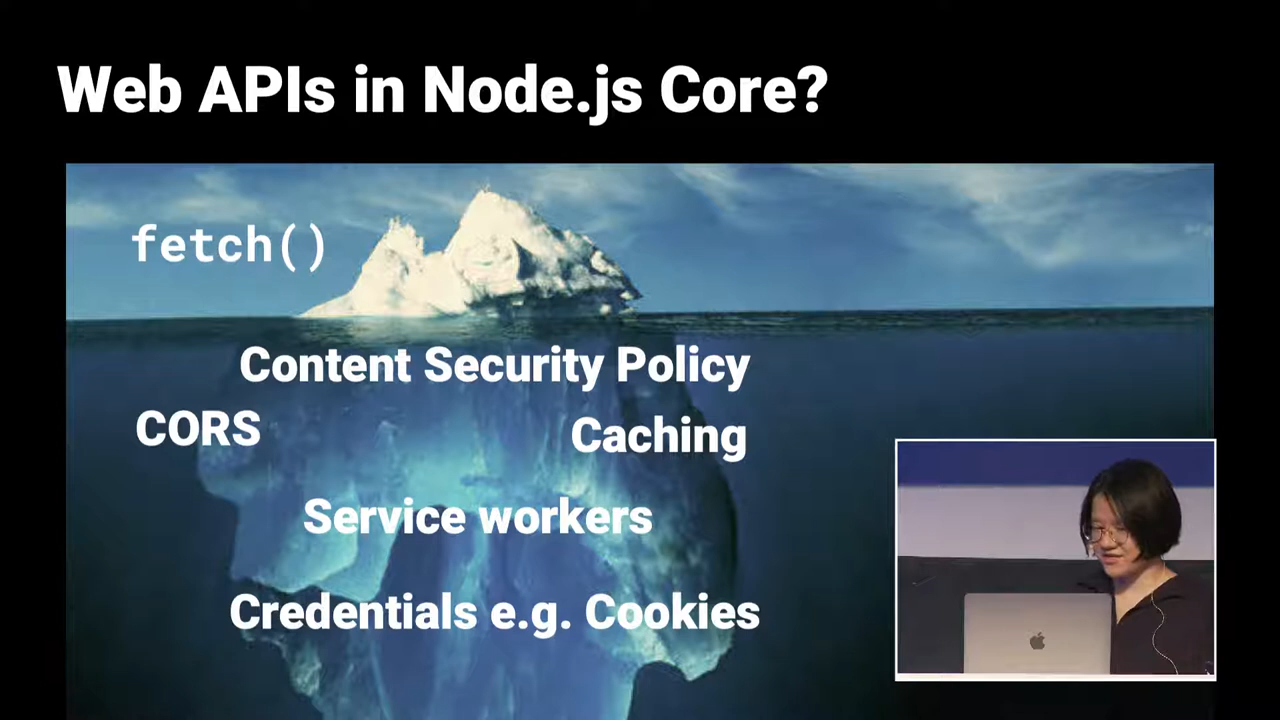 Web APIs in Node.js Core?
fetch()
Content Security Policy
CORS
Caching
Service workers
Credentials e.g. Cookies